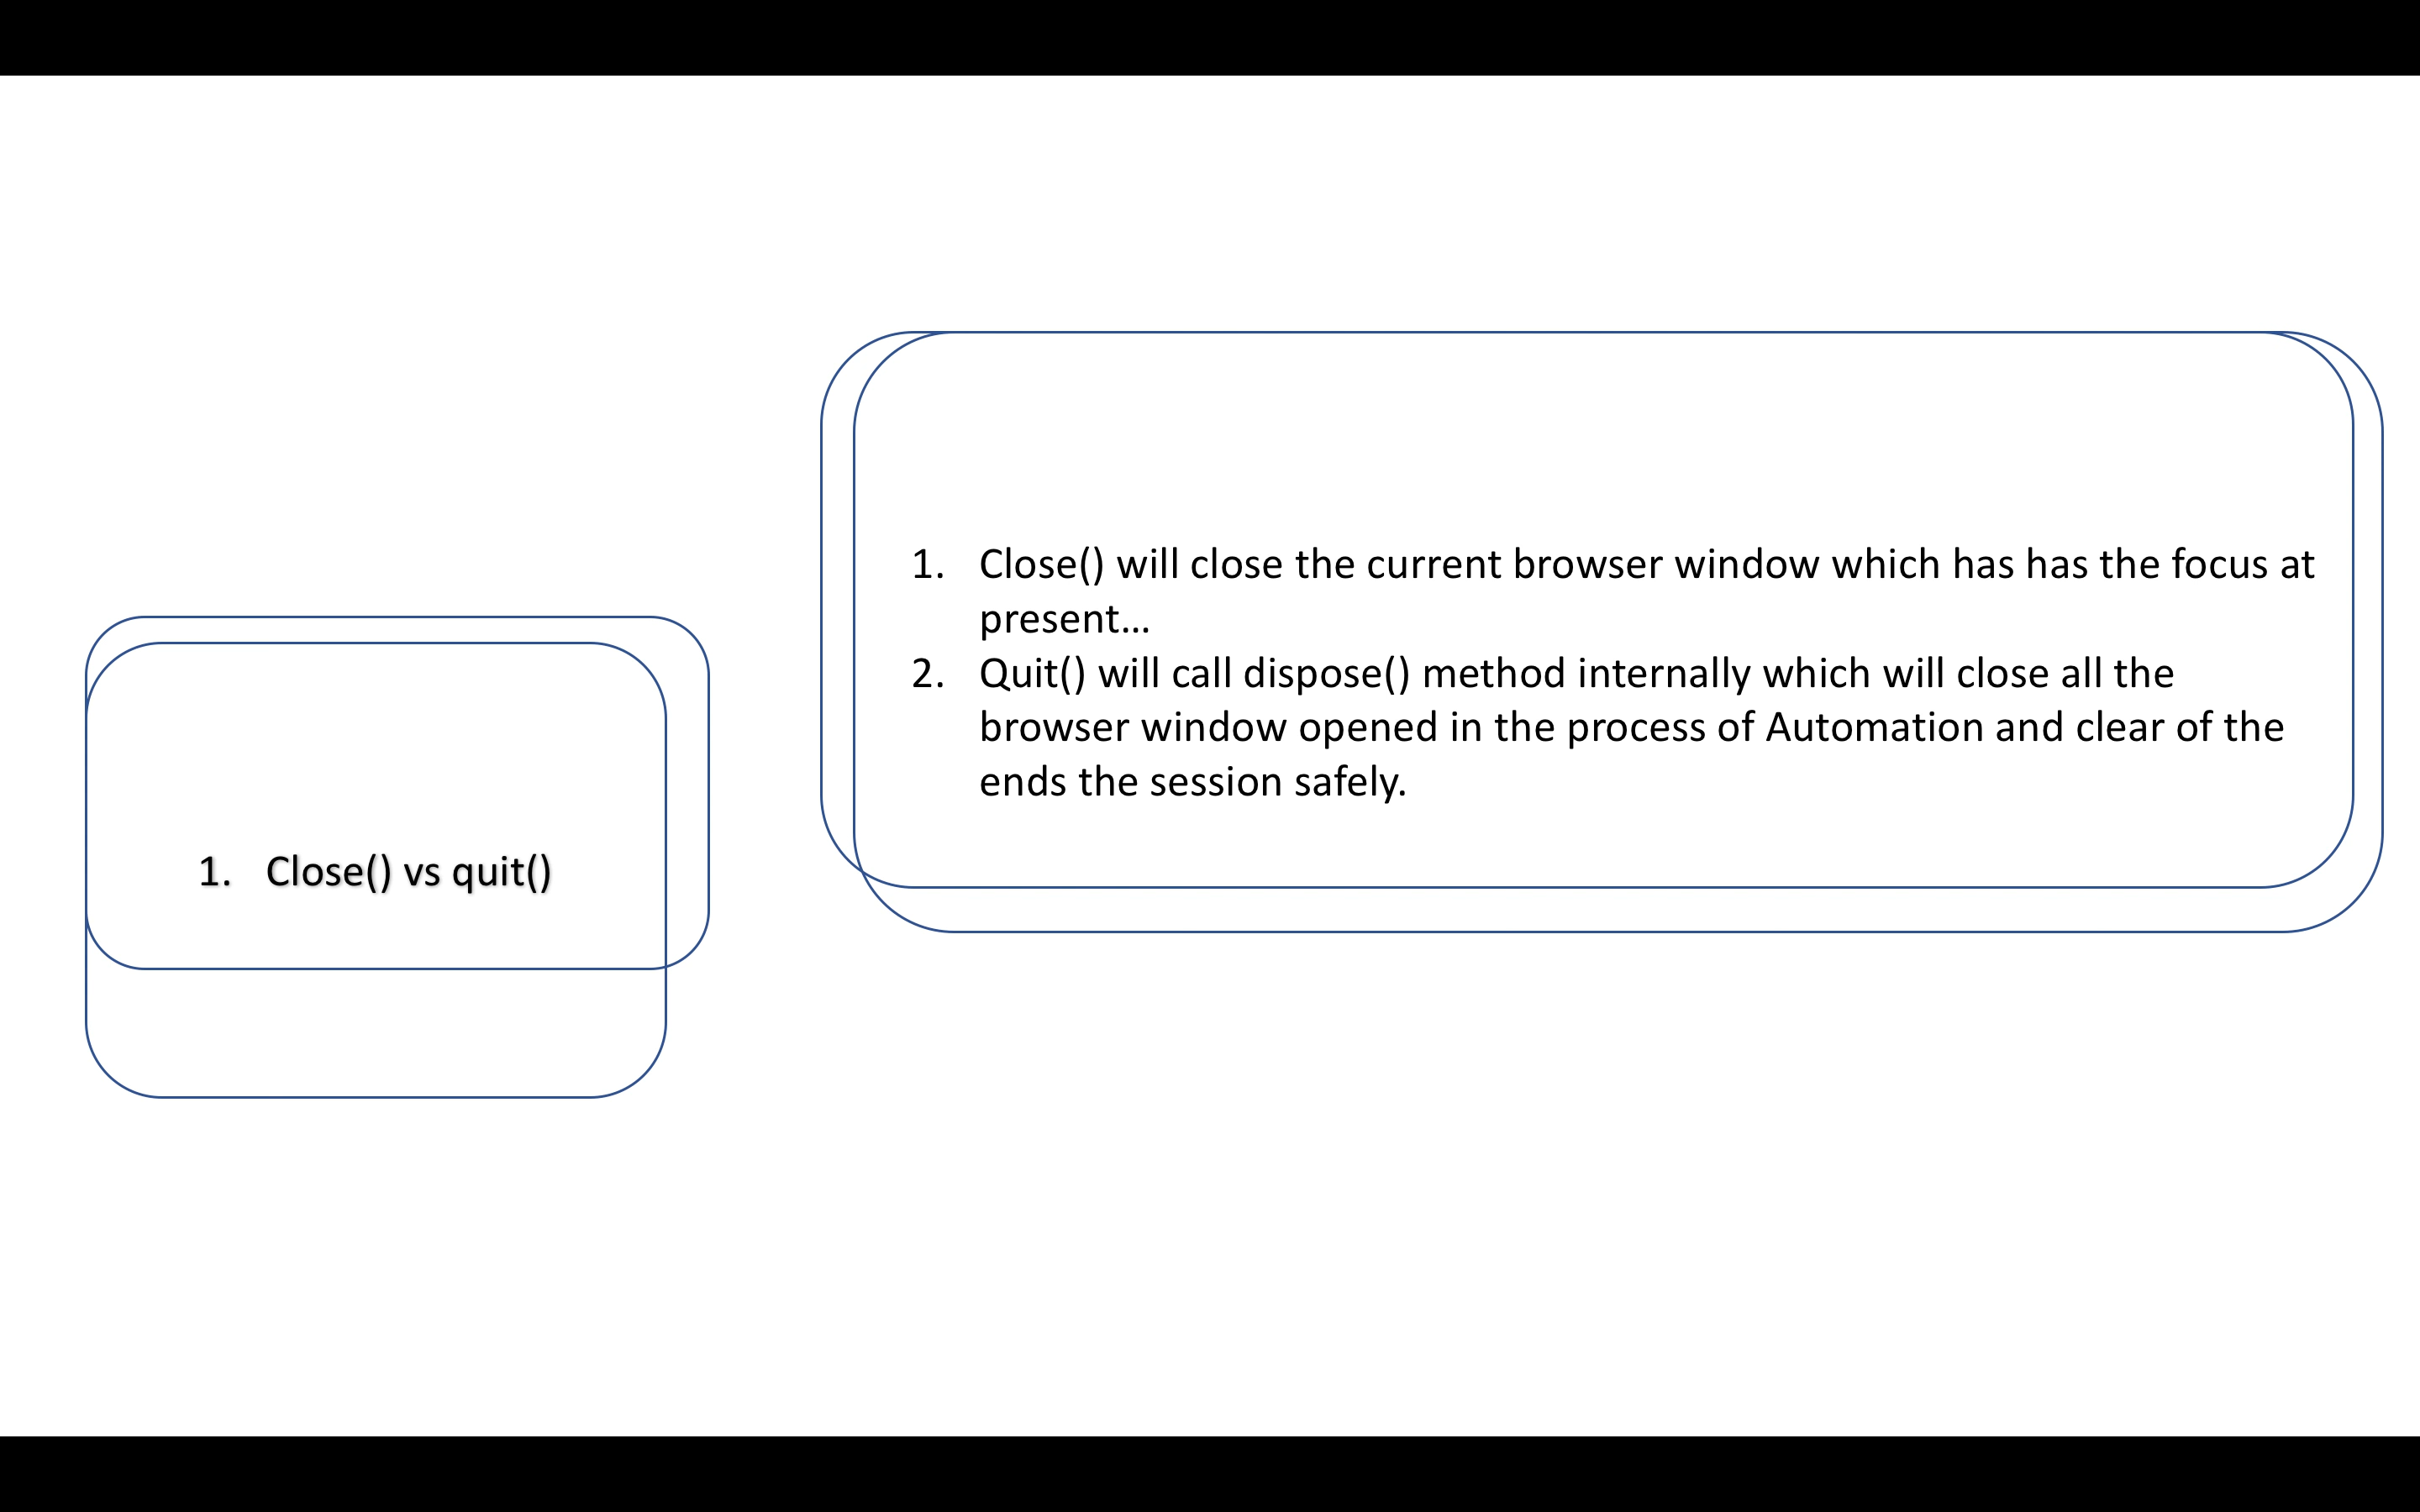 1. Close() vs quit()
1. Close() will close the current browser window which has has the focus at
present...
2. Quit() will call dispose() method internally which will close all the
browser window opened in the process of Automation and clear of the
ends the session safely.